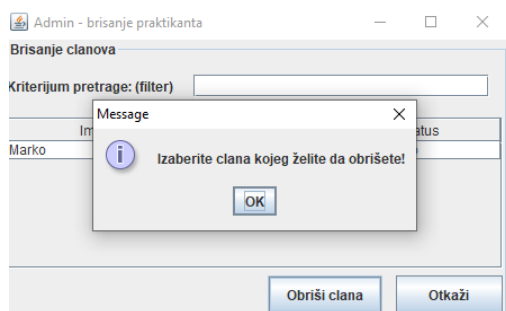 Admin - brisanje praktikanta
Brisanje clanova
Kriterijum pretrage: (filter)
Message
Izaberite clana kojeg želite da obrišete!
OK
Marko
Obriši clana
Otkaži